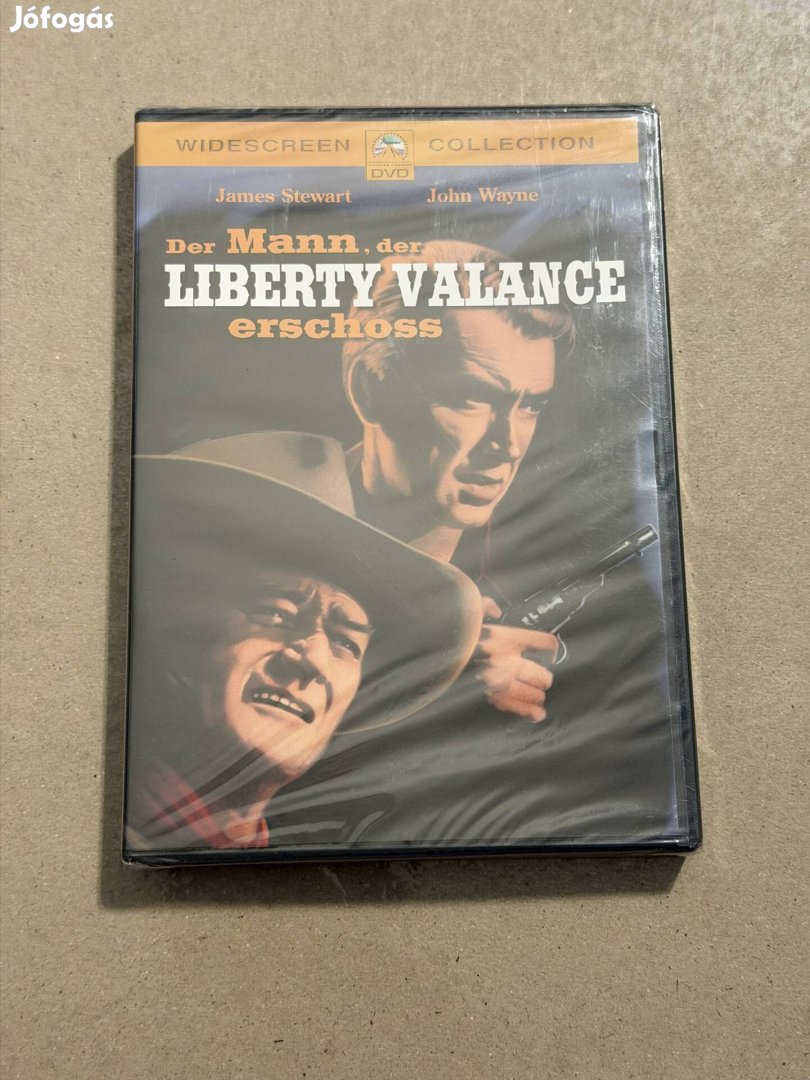 Jófogás
WIDESCREEN DVD COLLECTION
James Stewart John Wayne
Der Mann, der
LIBERTY VALANCE
erschoss